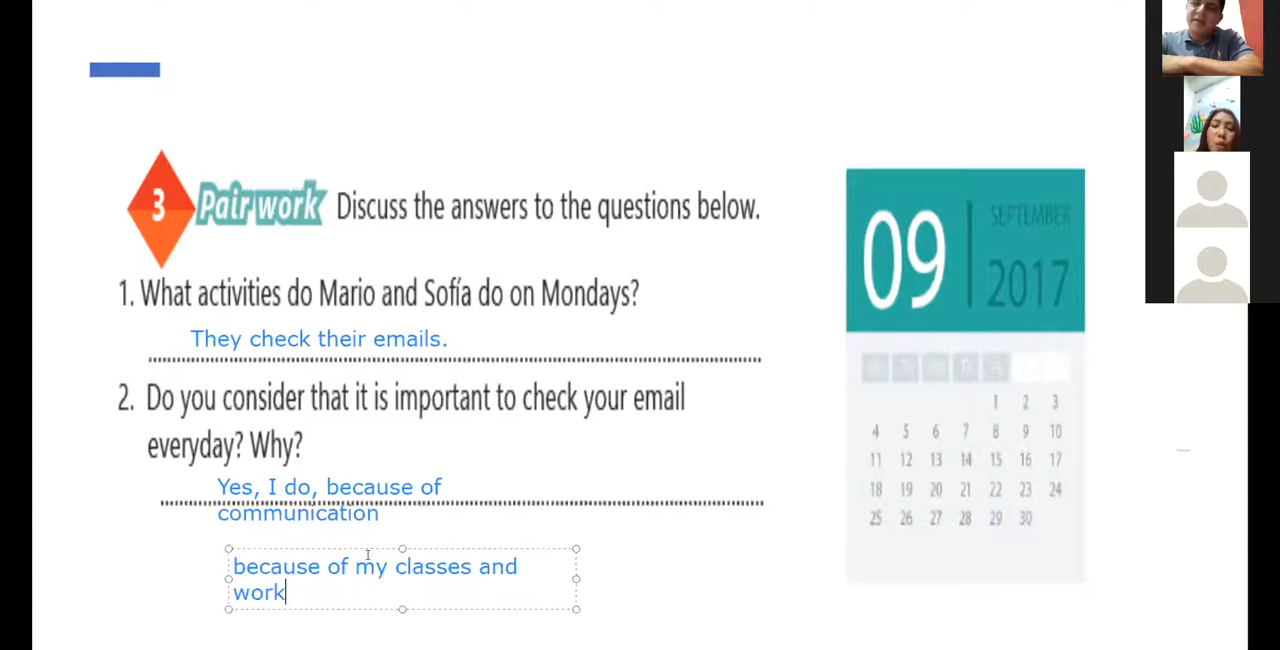 3 Pair work Discuss the answers to the questions below.
1. What activities do Mario and Sofía do on Mondays?
They check their emails.
2. Do you consider that it is important to check your email
everyday? Why?
Yes, I do, because of
communication
because of my classes and
work
09 SEPTEMBER
2017
1 2 3
4 5 6 7 8 9 10
11 12 13 14 15 16 17
18 19 20 21 22 23 24
25 26 27 28 29 30